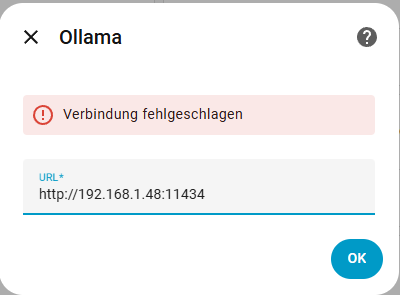 Ollama
Verbindung fehlgeschlagen
URL*
http://192.168.1.48:11434
OK